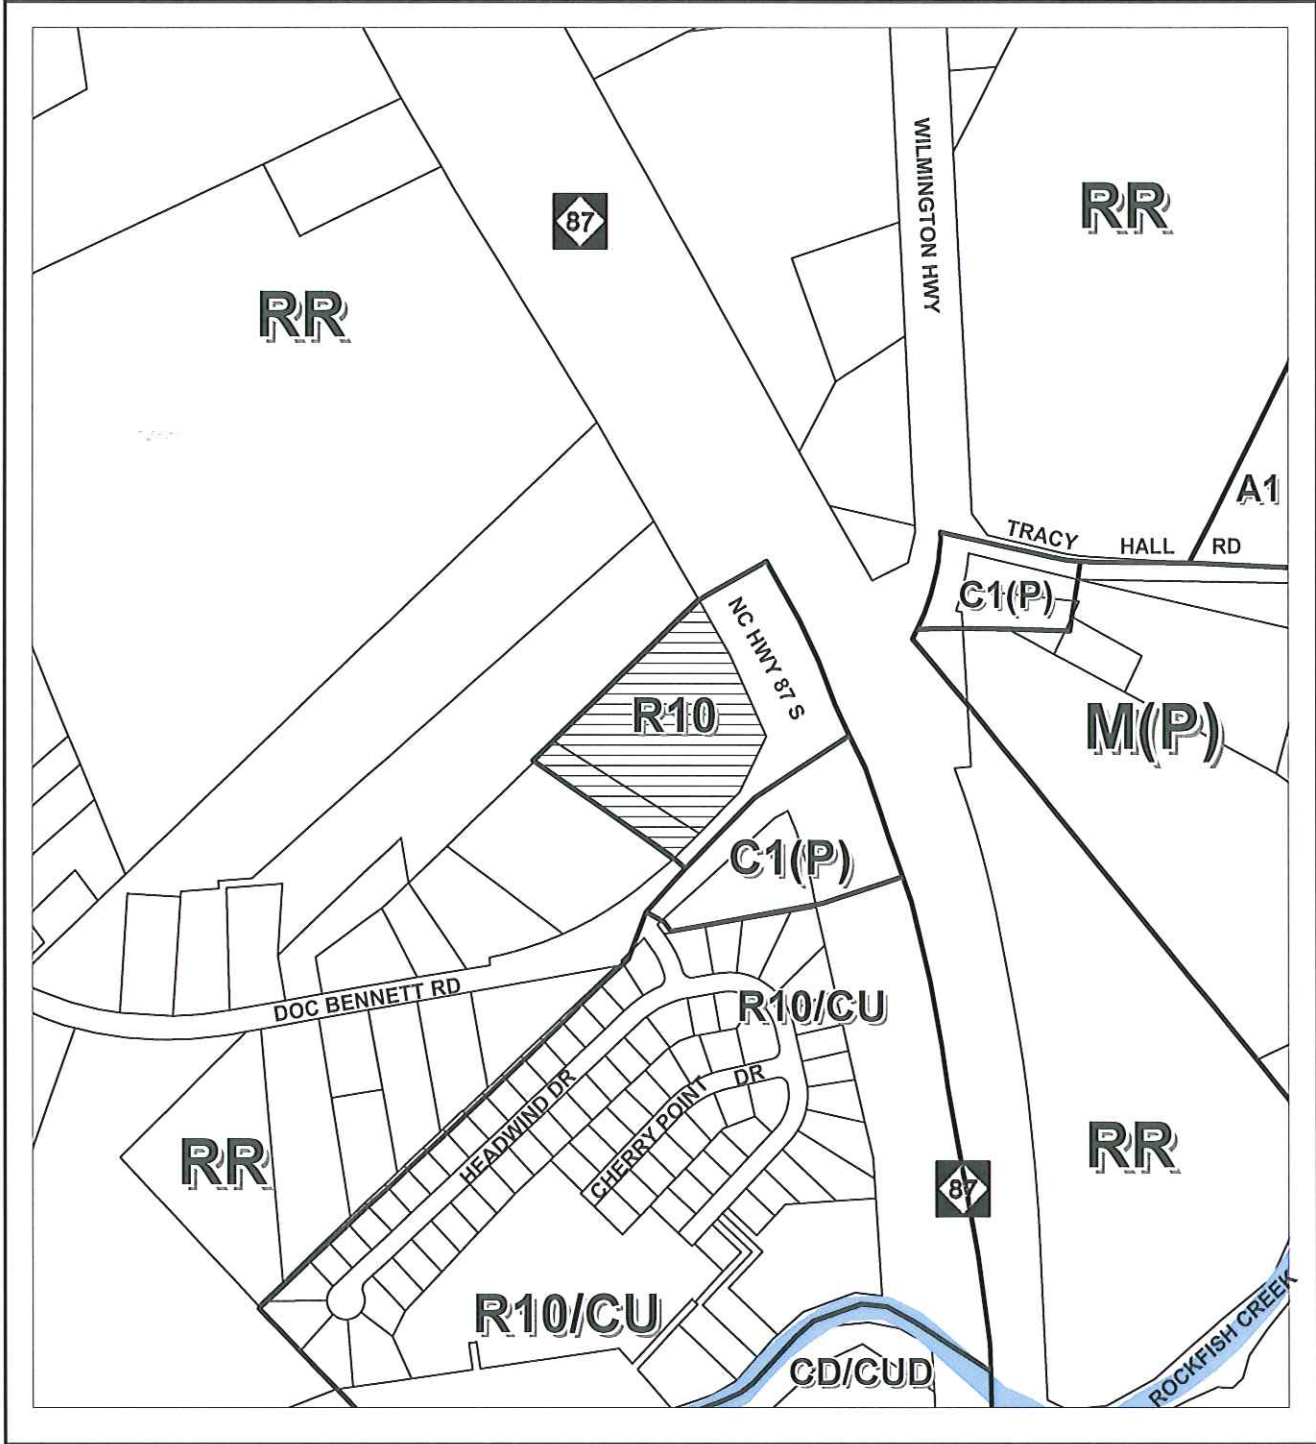 WILMINGTON HWY
RR
87
RR
A1
TRACY HALL RD
C1(P)
NC HWY 87 S
R10
M(P)
C1(P)
DOC BENNETT RD
R10/CU
HEADWIND DR
CHERRY POINT DR
RR
RR
87
R10/CU
CD/CUD
ROCKFISH CREEK